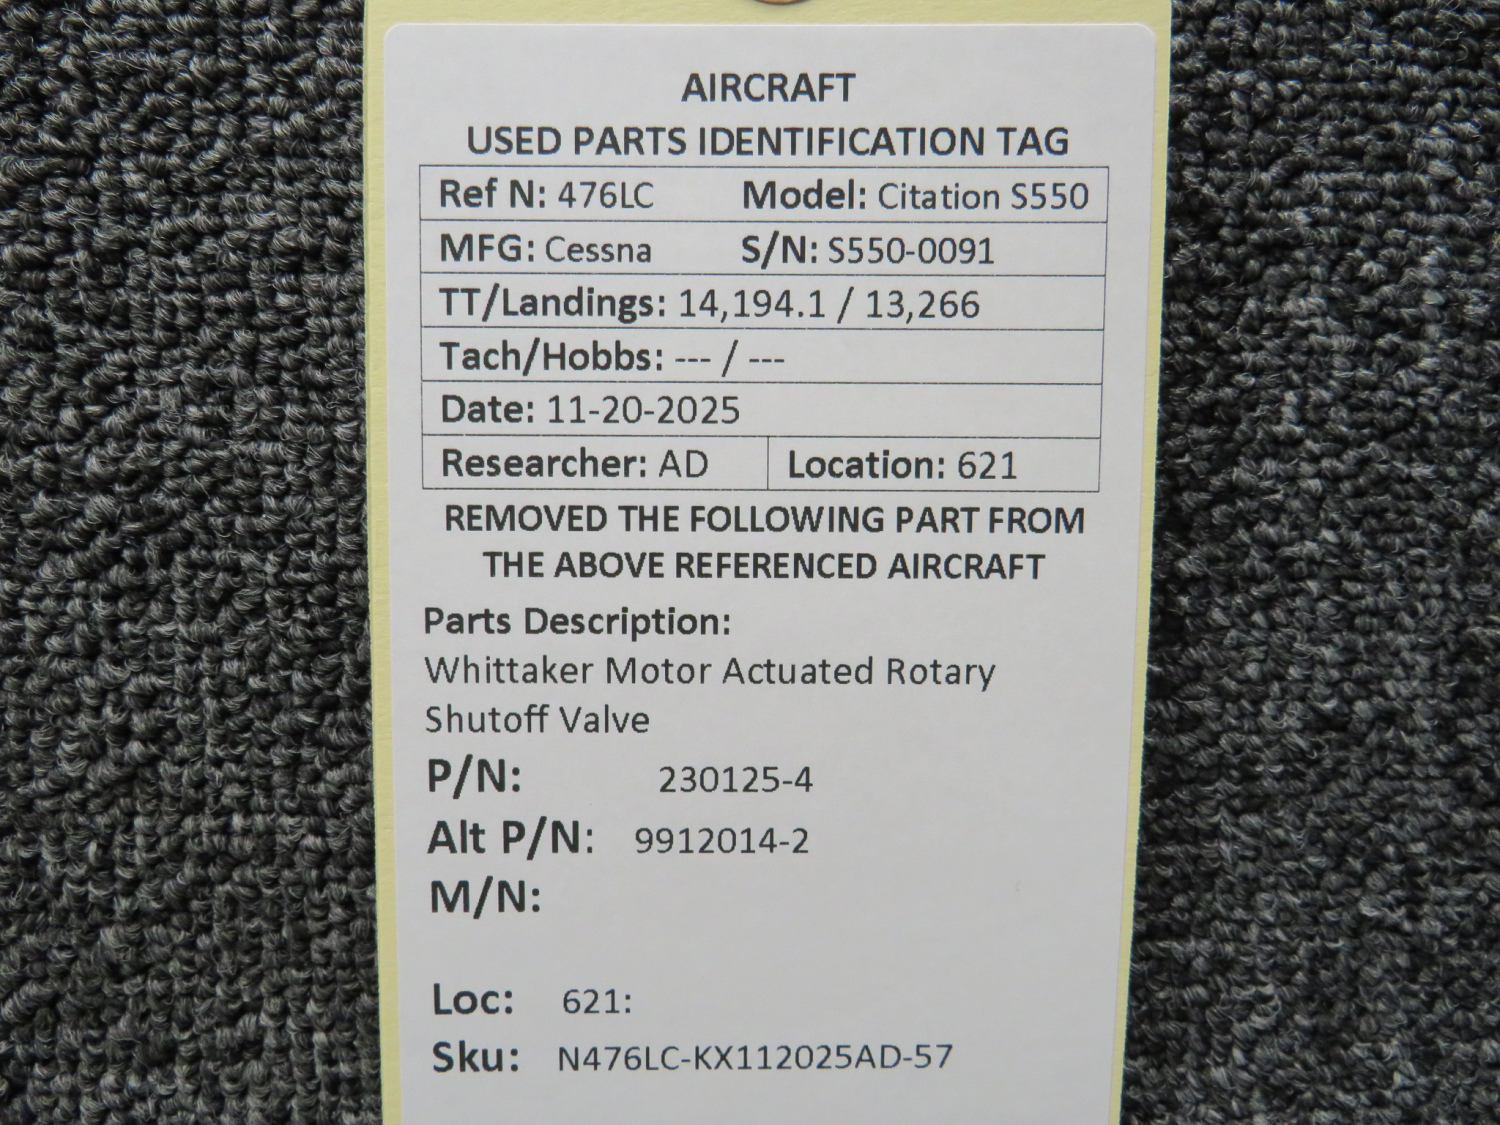 AIRCRAFT
USED PARTS IDENTIFICATION TAG
Ref N: 476LC Model: Citation S550
MFG: Cessna S/N: S550-0091
TT/Landings: 14,194.1 / 13,266
Tach/Hobbs: --- / ---
Date: 11-20-2025
Researcher: AD Location: 621
REMOVED THE FOLLOWING PART FROM
THE ABOVE REFERENCED AIRCRAFT
Parts Description:
Whittaker Motor Actuated Rotary
Shutoff Valve
P/N: 230125-4
Alt P/N: 9912014-2
M/N:
Loc: 621:
Sku: N476LC-KX112025AD-57